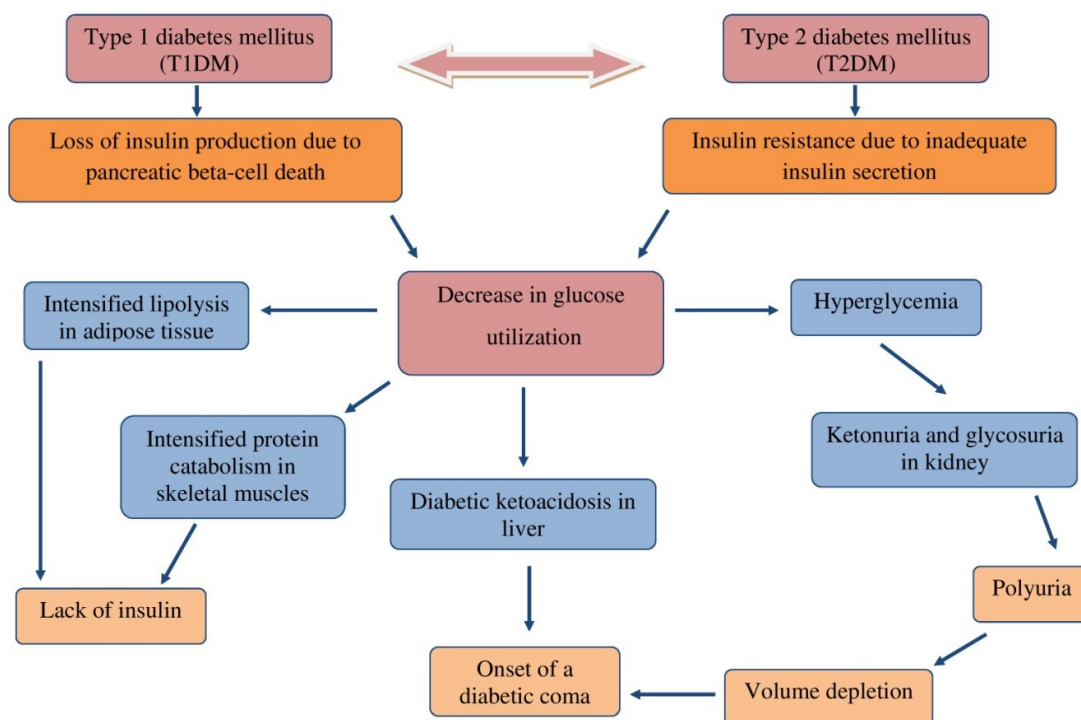 Type 1 diabetes mellitus
(T1DM)
Type 2 diabetes mellitus
(T2DM)
Loss of insulin production due to
pancreatic beta-cell death
Insulin resistance due to inadequate
insulin secretion
Intensified lipolysis
in adipose tissue
Decrease in glucose
utilization
Hyperglycemia
Intensified protein
catabolism in
skeletal muscles
Ketonuria and glycosuria
in kidney
Diabetic ketoacidosis in
liver
Lack of insulin
Polyuria
Onset of a
diabetic coma
Volume depletion